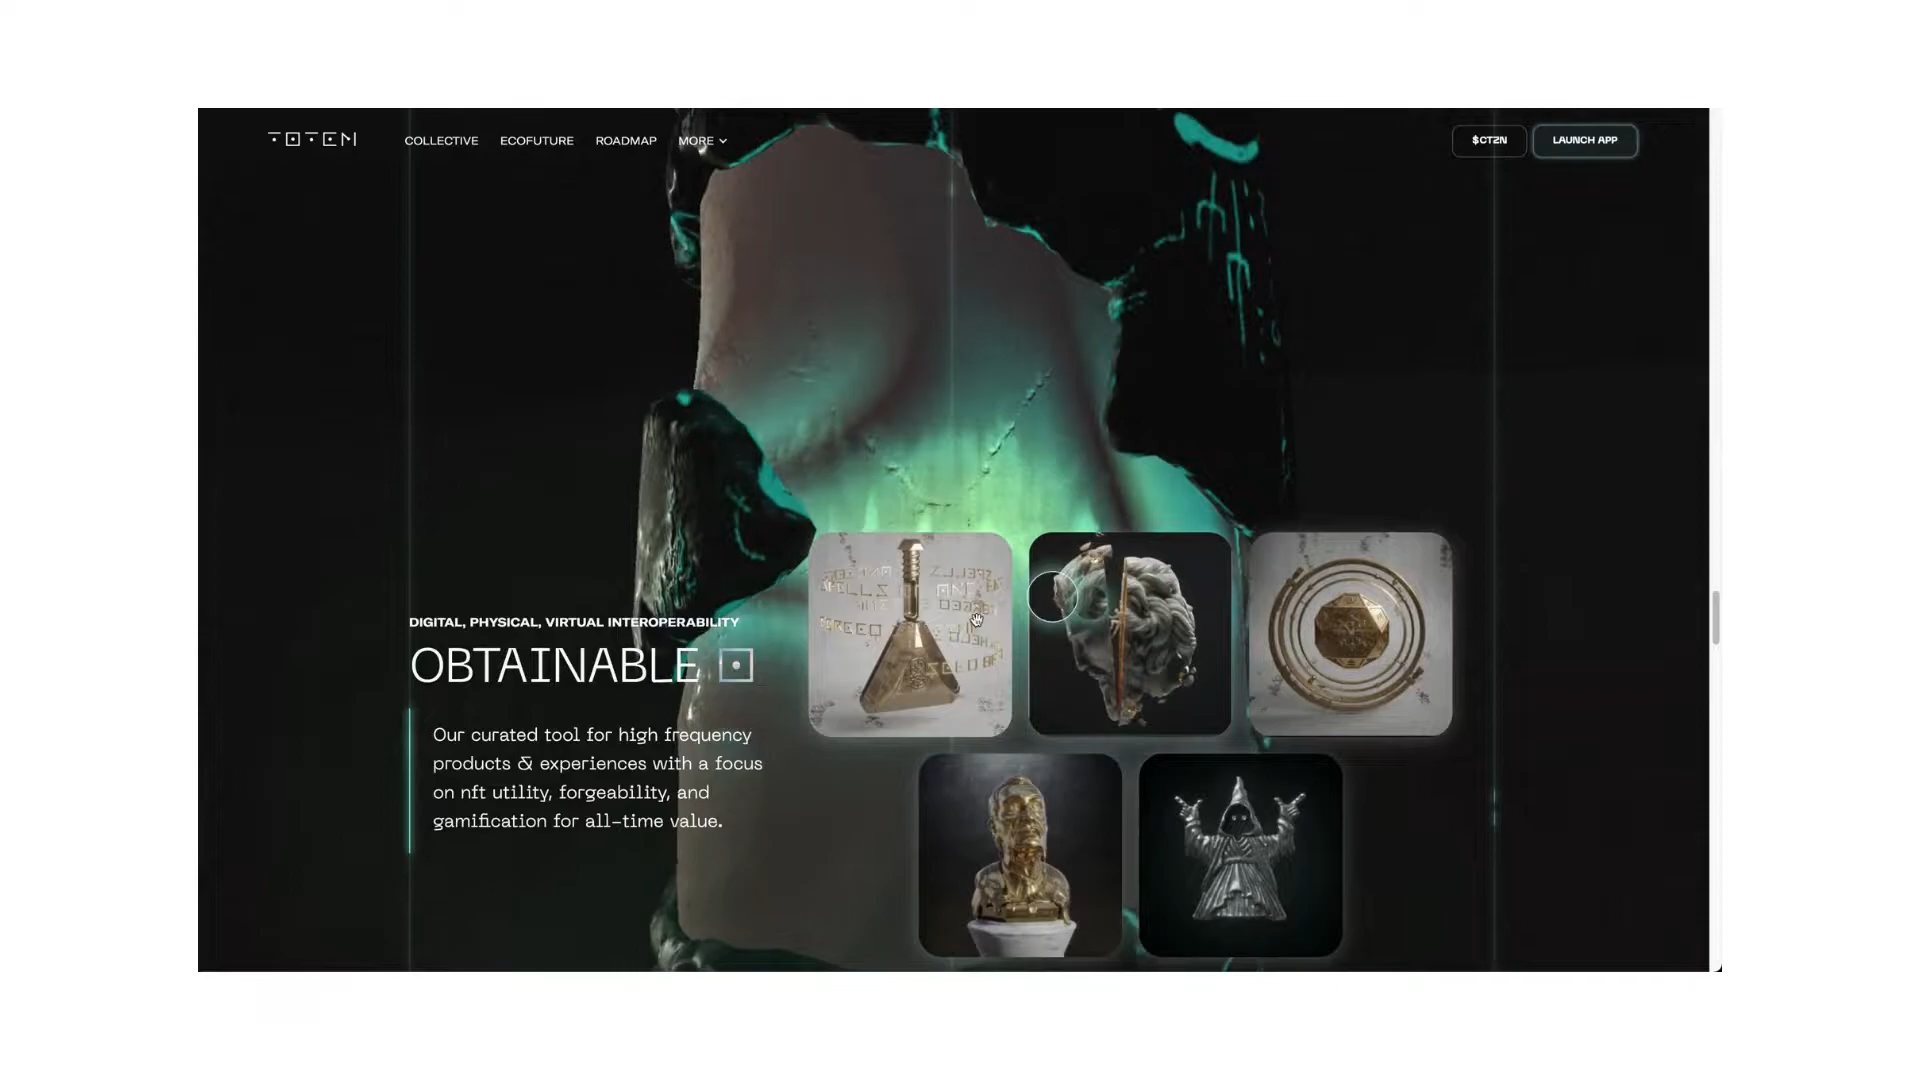 TOTEM
COLLECTIVE
ECOFUTURE
ROADMAP
MORE
$CTZN
LAUNCH APP
DIGITAL, PHYSICAL, VIRTUAL INTEROPERABILITY
OBTAINABLE
Our curated tool for high frequency
products & experiences with a focus
on nft utility, forgeability, and
gamification for all-time value.